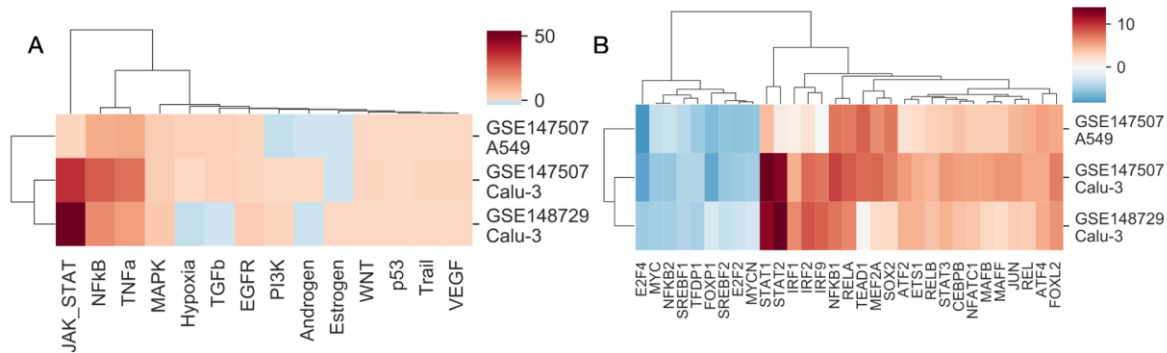 A
50
0
GSE147507
A549
GSE147507
Calu-3
GSE148729
Calu-3
JAK_STAT
NFkB
TNFa
MAPK
Hypoxia
TGFb
EGFR
PI3K
Androgen
Estrogen
WNT
p53
Trail
VEGF
B
10
0
GSE147507
A549
GSE147507
Calu-3
GSE148729
Calu-3
E2F4
MYC
NFKB2
SREBF1
TFDP1
FOXP1
SREBF2
E2F2
MYCN
STAT1
STAT2
IRF1
IRF2
IRF9
NFKB1
RELA
TEAD1
MEF2A
SOX2
ATF2
ETS1
RELB
STAT3
CEBPB
NFATC1
MAFB
MAFF
JUN
REL
ATF4
FOXL2